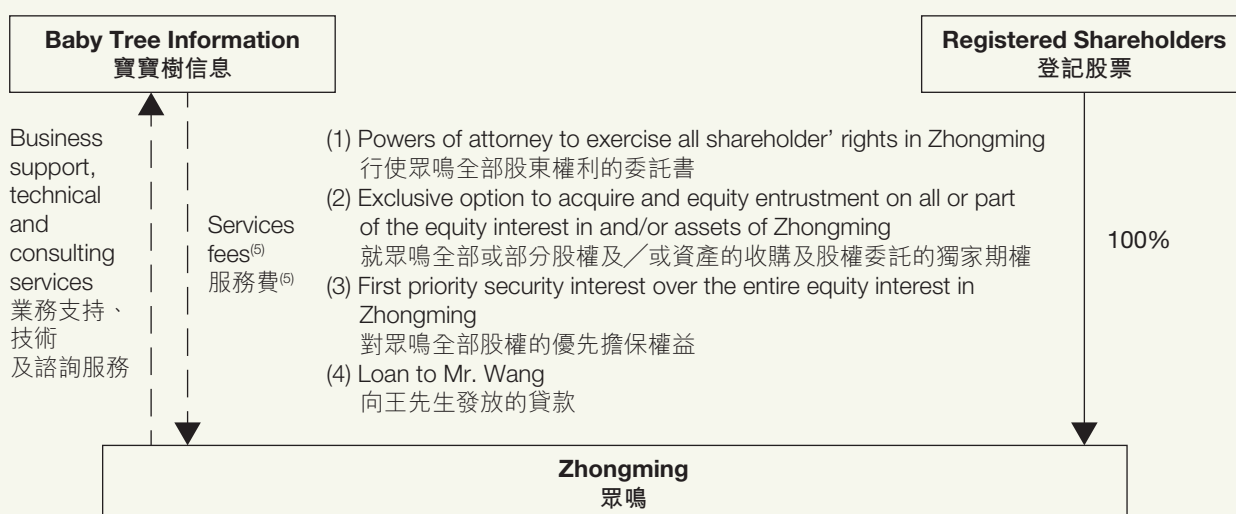 Baby Tree Information
寶寶樹信息
Registered Shareholders
登記股票
Business
support,
technical
and
consulting
services
業務支持、
技術
及諮詢服務
Services
fees(5)
服務費(5)
(1) Powers of attorney to exercise all shareholder’ rights in Zhongming
行使眾鳴全部股東權利的委託書
(2) Exclusive option to acquire and equity entrustment on all or part
of the equity interest in and/or assets of Zhongming
就眾鳴全部或部分股權及╱或資產的收購及股權委託的獨家期權
(3) First priority security interest over the entire equity interest in
Zhongming
對眾鳴全部股權的優先擔保權益
(4) Loan to Mr. Wang
向王先生發放的貸款
100%
Zhongming
眾鳴